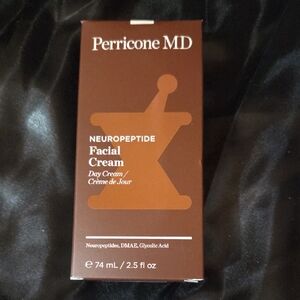 Perricone MD
NEUROPEPTIDE
Facial
Cream
Day Cream /
Crème de Jour
Neuropeptides, DMAE, Glycolic Acid
℮ 74 mL / 2.5 fl oz